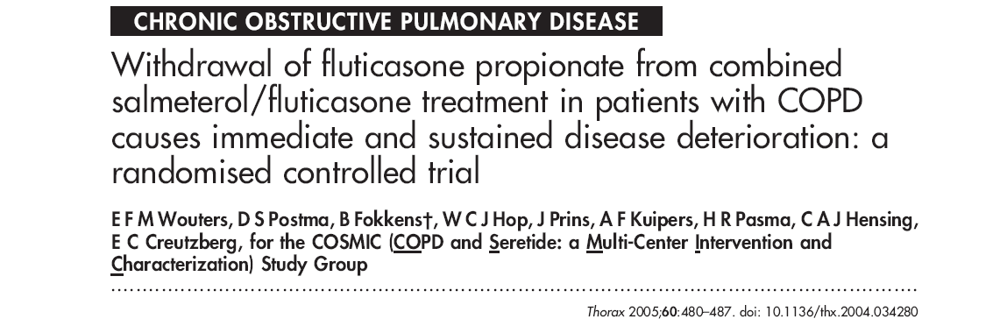 CHRONIC OBSTRUCTIVE PULMONARY DISEASE
Withdrawal of fluticasone propionate from combined
salmeterol/fluticasone treatment in patients with COPD
causes immediate and sustained disease deterioration: a
randomised controlled trial
E F M Wouters, D S Postma, B Fokkens†, W C J Hop, J Prins, A F Kuipers, H R Pasma, C A J Hensing,
E C Creutzberg, for the COSMIC (COPD and Seretide: a Multi-Center Intervention and
Characterization) Study Group
Thorax 2005;60:480–487. doi: 10.1136/thx.2004.034280